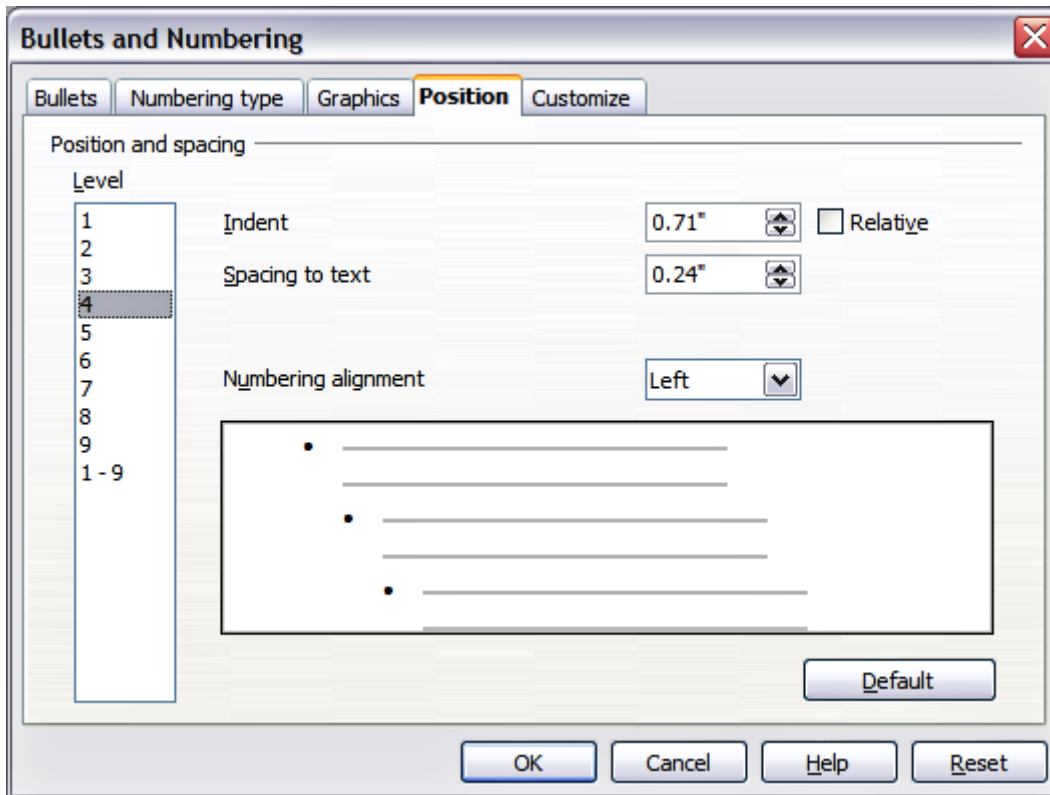 Bullets and Numbering
Bullets Numbering type Graphics Position Customize
Position and spacing
Level
1
Indent 0.71" Relative
2
3
Spacing to text 0.24"
4
5
6
Numbering alignment Left
7
8
9
1 - 9
Default
OK Cancel Help Reset